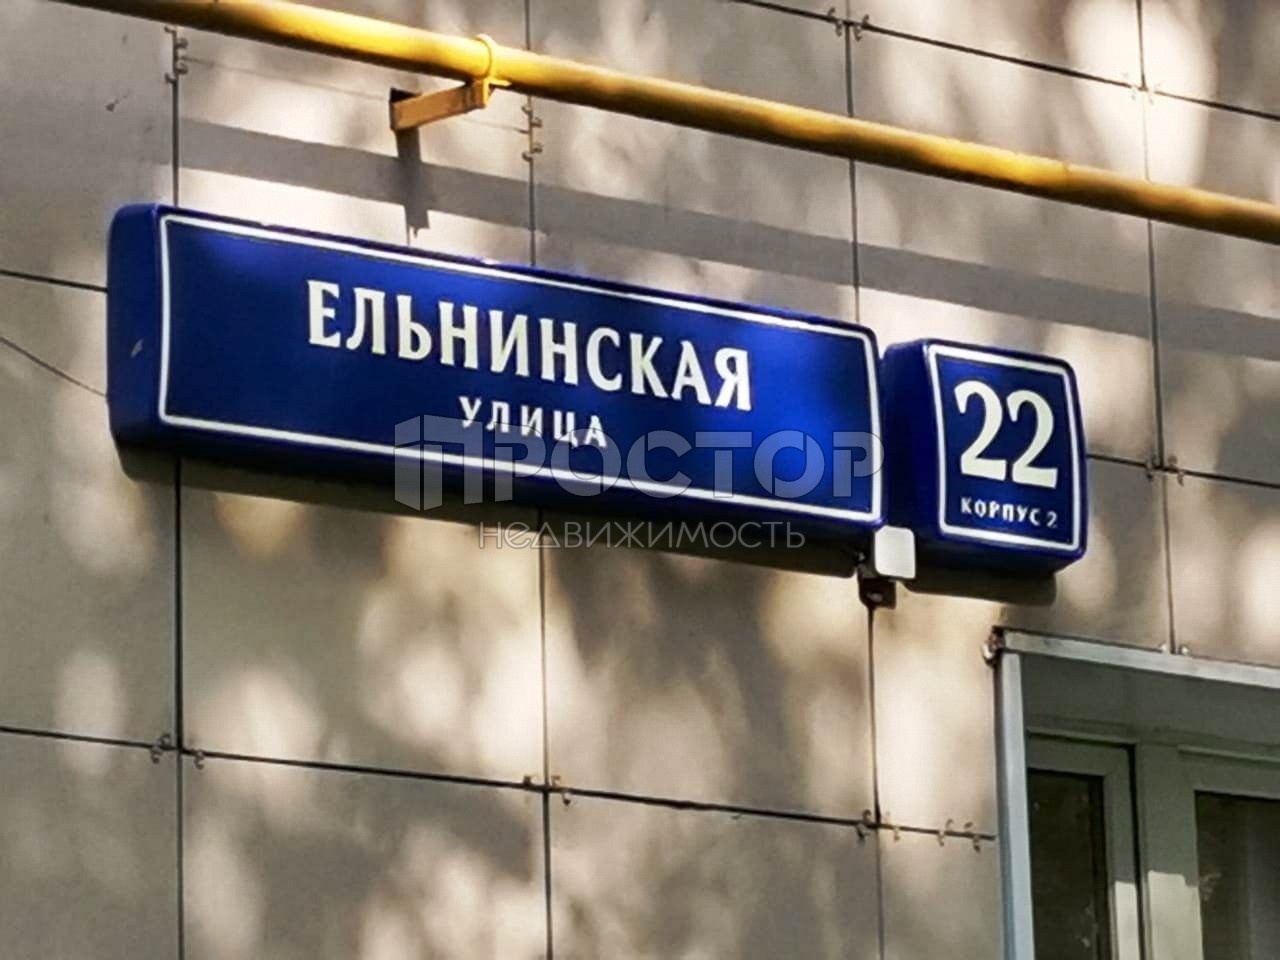 ЕЛЬНИНСКАЯ
УЛИЦА
22
КОРПУС 2
ПРОСТОР
НЕДВИЖИМОСТЬ